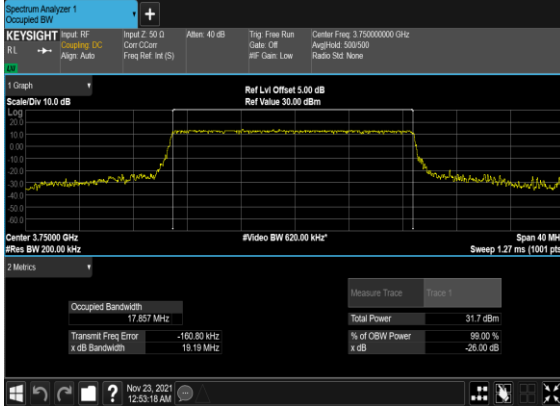 Spectrum Analyzer 1
Occupied BW
+
KEYSIGHT Input: RF Input Z: 50 Ω Atten: 40 dB Trig: Free Run Center Freq: 3.750000000 GHz
RL Coupling: DC Corr CCorr Gate: Off Avg|Hold: 500/500
Align: Auto Freq Ref: Int (S) #IF Gain: Low Radio Std: None
LV
1 Graph
Ref Lvl Offset 5.00 dB
Scale/Div 10.0 dB Ref Value 30.00 dBm
Log
20.0
10.0
0.00
-10.0
-20.0
-30.0
-40.0
-50.0
-60.0
Center 3.75000 GHz #Video BW 620.00 kHz* Span 40 MH
#Res BW 200.00 kHz Sweep 1.27 ms (1001 pts
2 Metrics
Measure Trace Trace 1
Occupied Bandwidth
17.857 MHz Total Power 31.7 dBm
Transmit Freq Error -160.80 kHz % of OBW Power 99.00 %
x dB Bandwidth 19.19 MHz x dB -26.00 dB
? Nov 23, 2021
12:53:18 AM